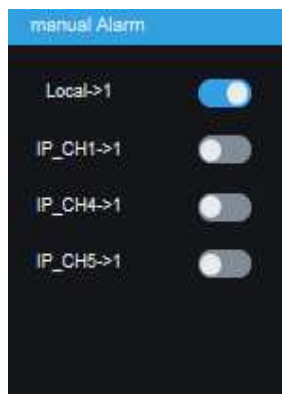 manual Alarm
Local->1
IP_CH1->1
IP_CH4->1
IP_CH5->1